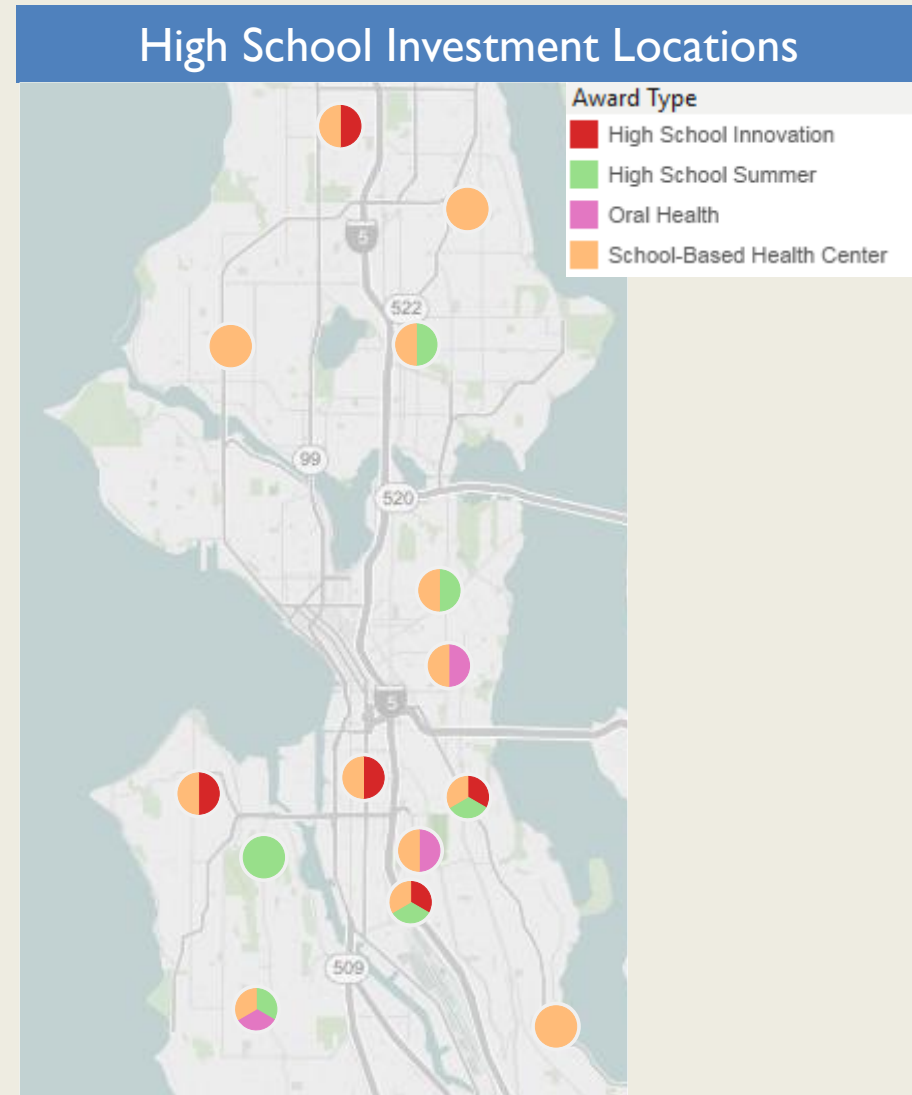 High School Investment Locations
Award Type
High School Innovation
High School Summer
Oral Health
School-Based Health Center
5
522
99
520
5
509